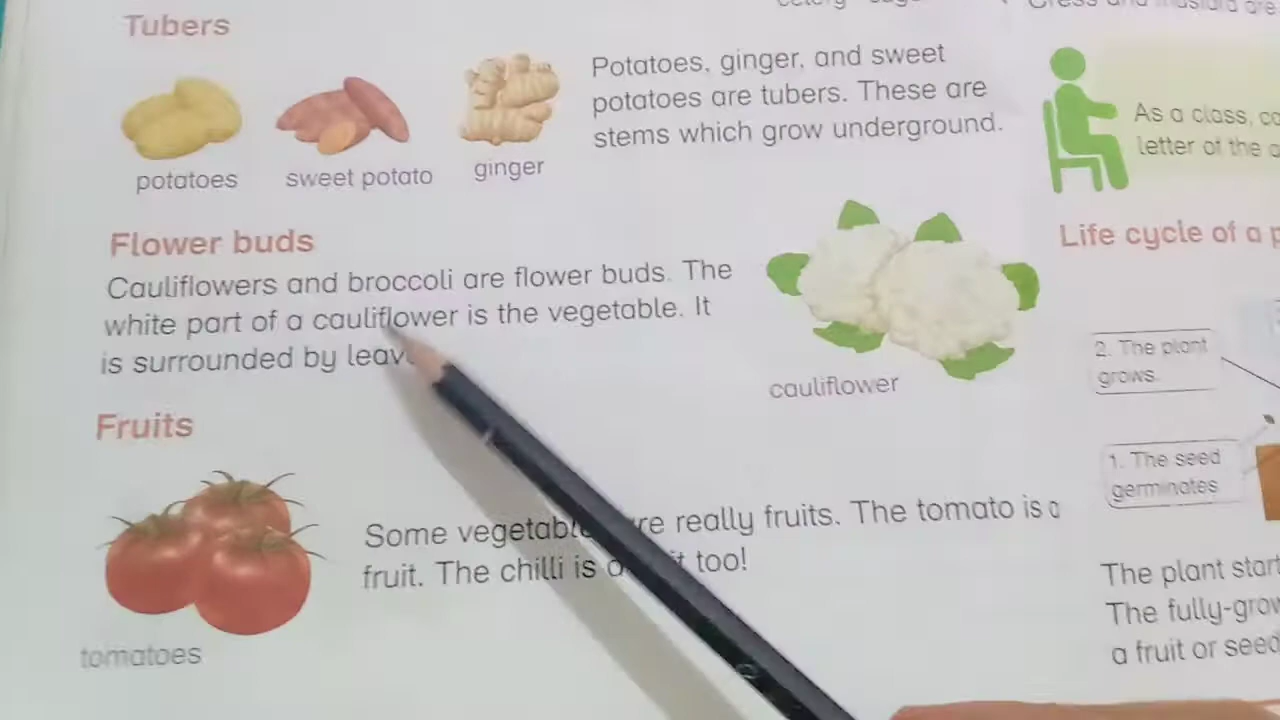 Tubers
potatoes
sweet potato
ginger
Potatoes, ginger, and sweet
potatoes are tubers. These are
stems which grow underground.
Flower buds
Cauliflowers and broccoli are flower buds. The
white part of a cauliflower is the vegetable. It
is surrounded by
cauliflower
Fruits
tomatoes
Some are really fruits. The tomato is a
fruit. The chilli is too!
As a class,
letter of the
Life cycle of a
2. The plant
grows.
1. The seed
germinates
The plant
The
a fruit or